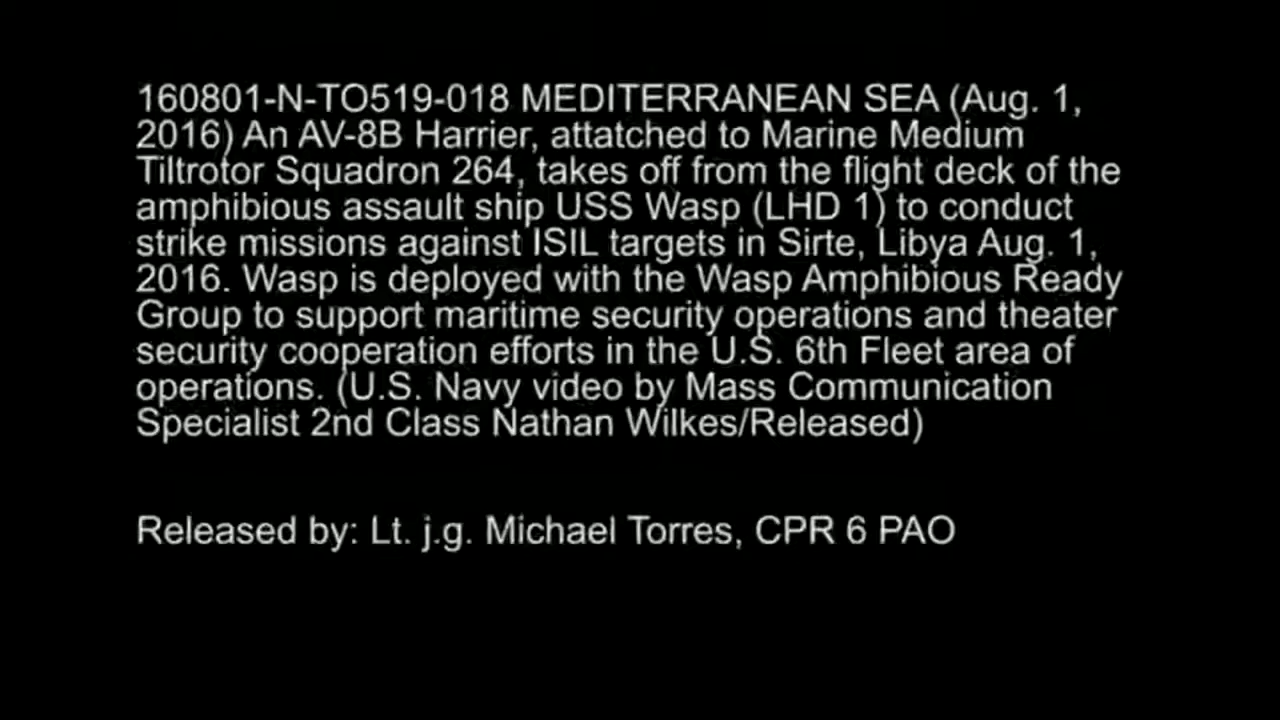 160801-N-TO519-018 MEDITERRANEAN SEA (Aug. 1,
2016) An AV-8B Harrier, attatched to Marine Medium
Tiltrotor Squadron 264, takes off from the flight deck of the
amphibious assault ship USS Wasp (LHD 1) to conduct
strike missions against ISIL targets in Sirte, Libya Aug. 1,
2016. Wasp is deployed with the Wasp Amphibious Ready
Group to support maritime security operations and theater
security cooperation efforts in the U.S. 6th Fleet area of
operations. (U.S. Navy video by Mass Communication
Specialist 2nd Class Nathan Wilkes/Released)
Released by: Lt. j.g. Michael Torres, CPR 6 PAO